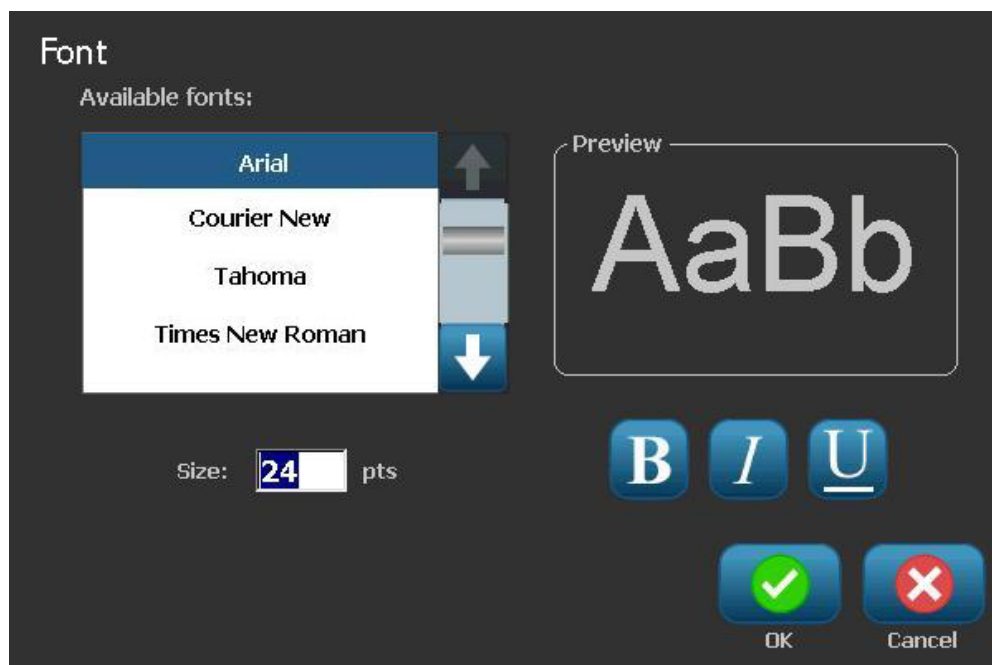 Font
Available fonts:
Arial
Courier New
Tahoma
Times New Roman
Preview
AaBb
Size: 24 pts
B I U
OK Cancel